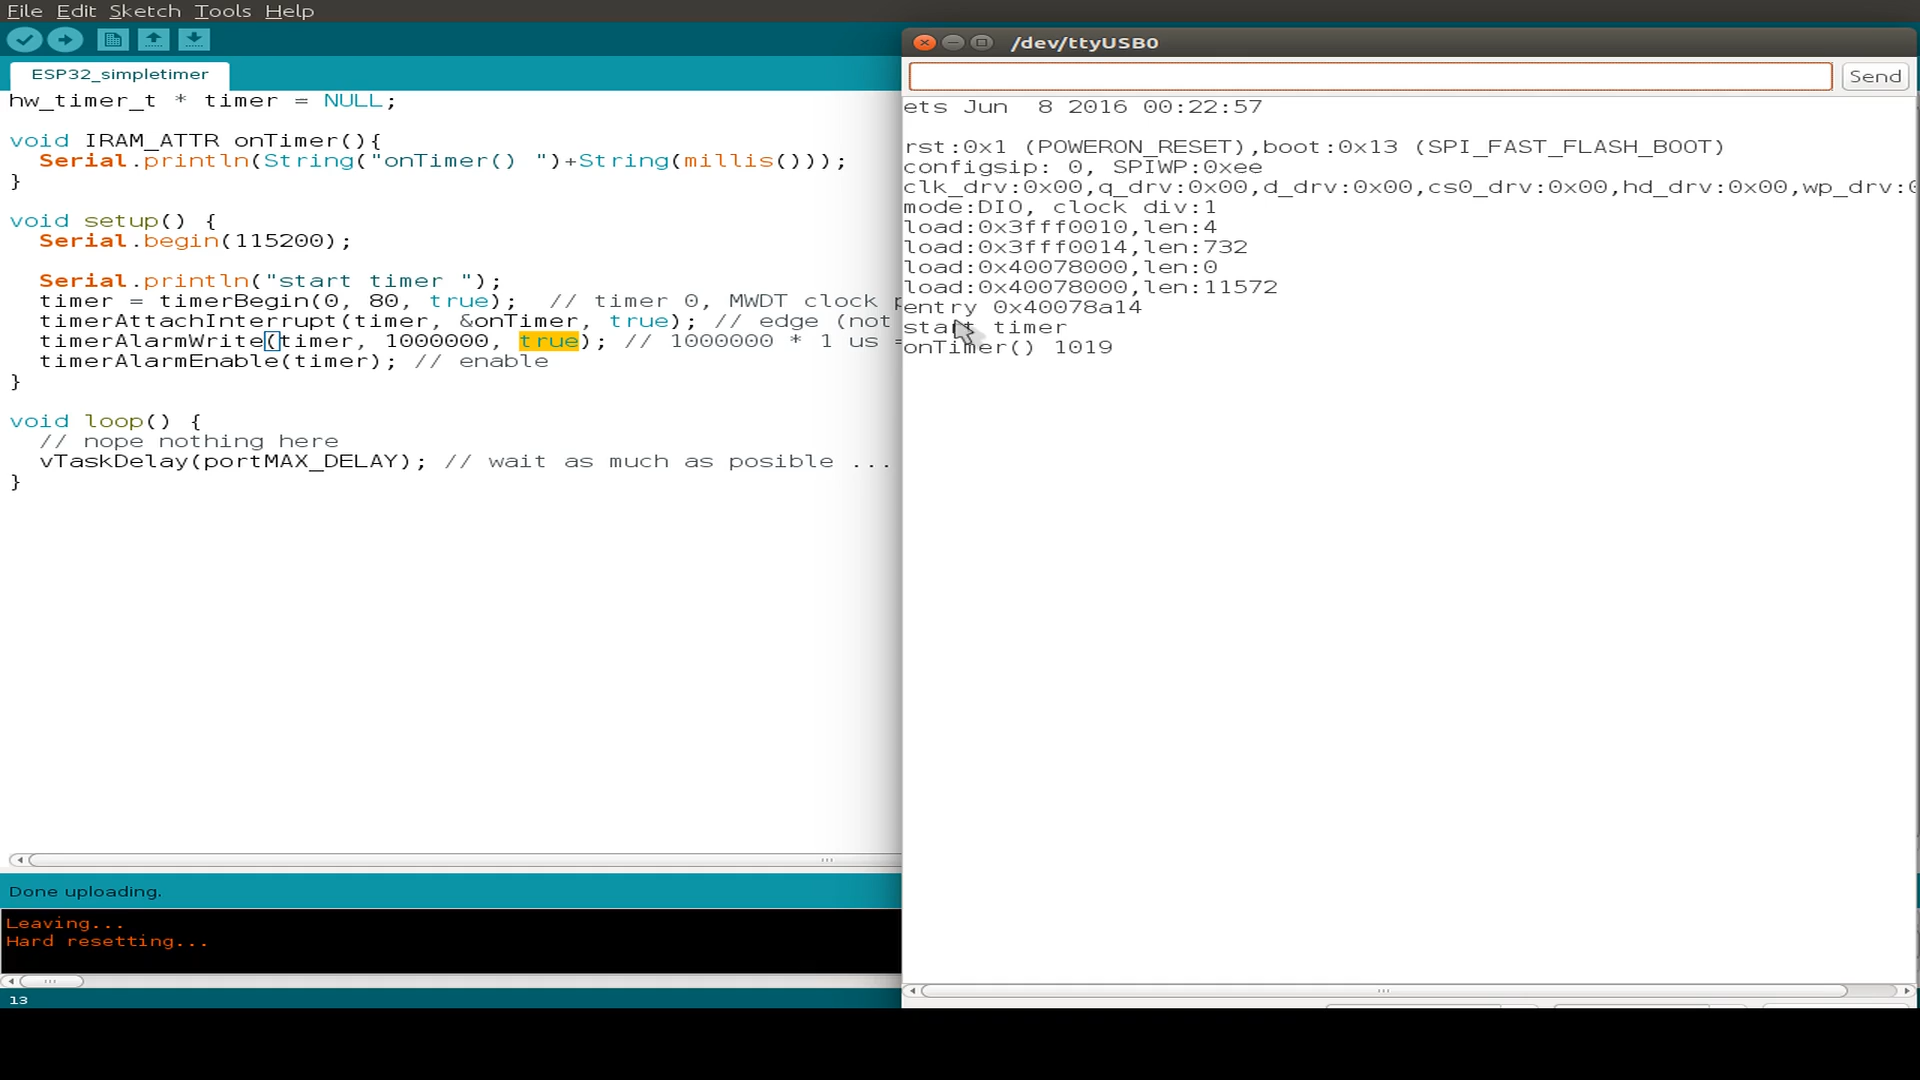 File Edit Sketch Tools Help
ESP32_simpletimer
hw_timer_t * timer = NULL;
void IRAM_ATTR onTimer(){
Serial.println(String("onTimer() ")+String(millis()));
}
void setup() {
Serial.begin(115200);
Serial.println("start timer ");
timer = timerBegin(0, 80, true);  // timer 0, MWDT clock p
timerAttachInterrupt(timer, &onTimer, true); // edge (not
timerAlarmWrite(timer, 1000000, true); // 1000000 * 1 us =
timerAlarmEnable(timer); // enable
}
void loop() {
// nope nothing here
vTaskDelay(portMAX_DELAY); // wait as much as posible ...
}
Done uploading.
Leaving...
Hard resetting...
13
/dev/ttyUSB0
Send
ets Jun  8 2016 00:22:57
rst:0x1 (POWERON_RESET),boot:0x13 (SPI_FAST_FLASH_BOOT)
configsip: 0, SPIWP:0xee
clk_drv:0x00,q_drv:0x00,d_drv:0x00,cs0_drv:0x00,hd_drv:0x00,wp_drv:0
mode:DIO, clock div:1
load:0x3fff0010,len:4
load:0x3fff0014,len:732
load:0x40078000,len:0
load:0x40078000,len:11572
entry 0x40078a14
start timer
onTimer() 1019